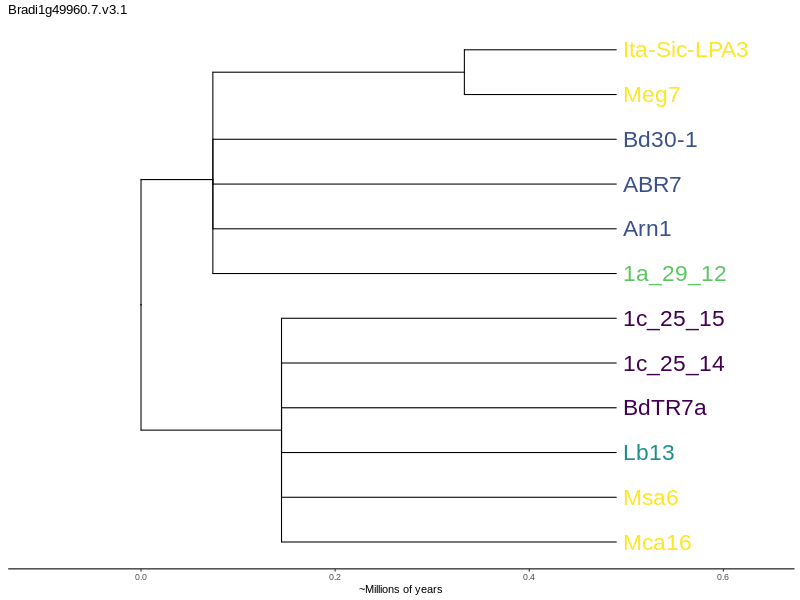 Bradi1g49960.7.v3.1
Ita-Sic-LPA3
Meg7
Bd30-1
ABR7
Arn1
1a_29_12
1c_25_15
1c_25_14
BdTR7a
Lb13
Msa6
Mca16
0.0 0.2 0.4 0.6
~Millions of years